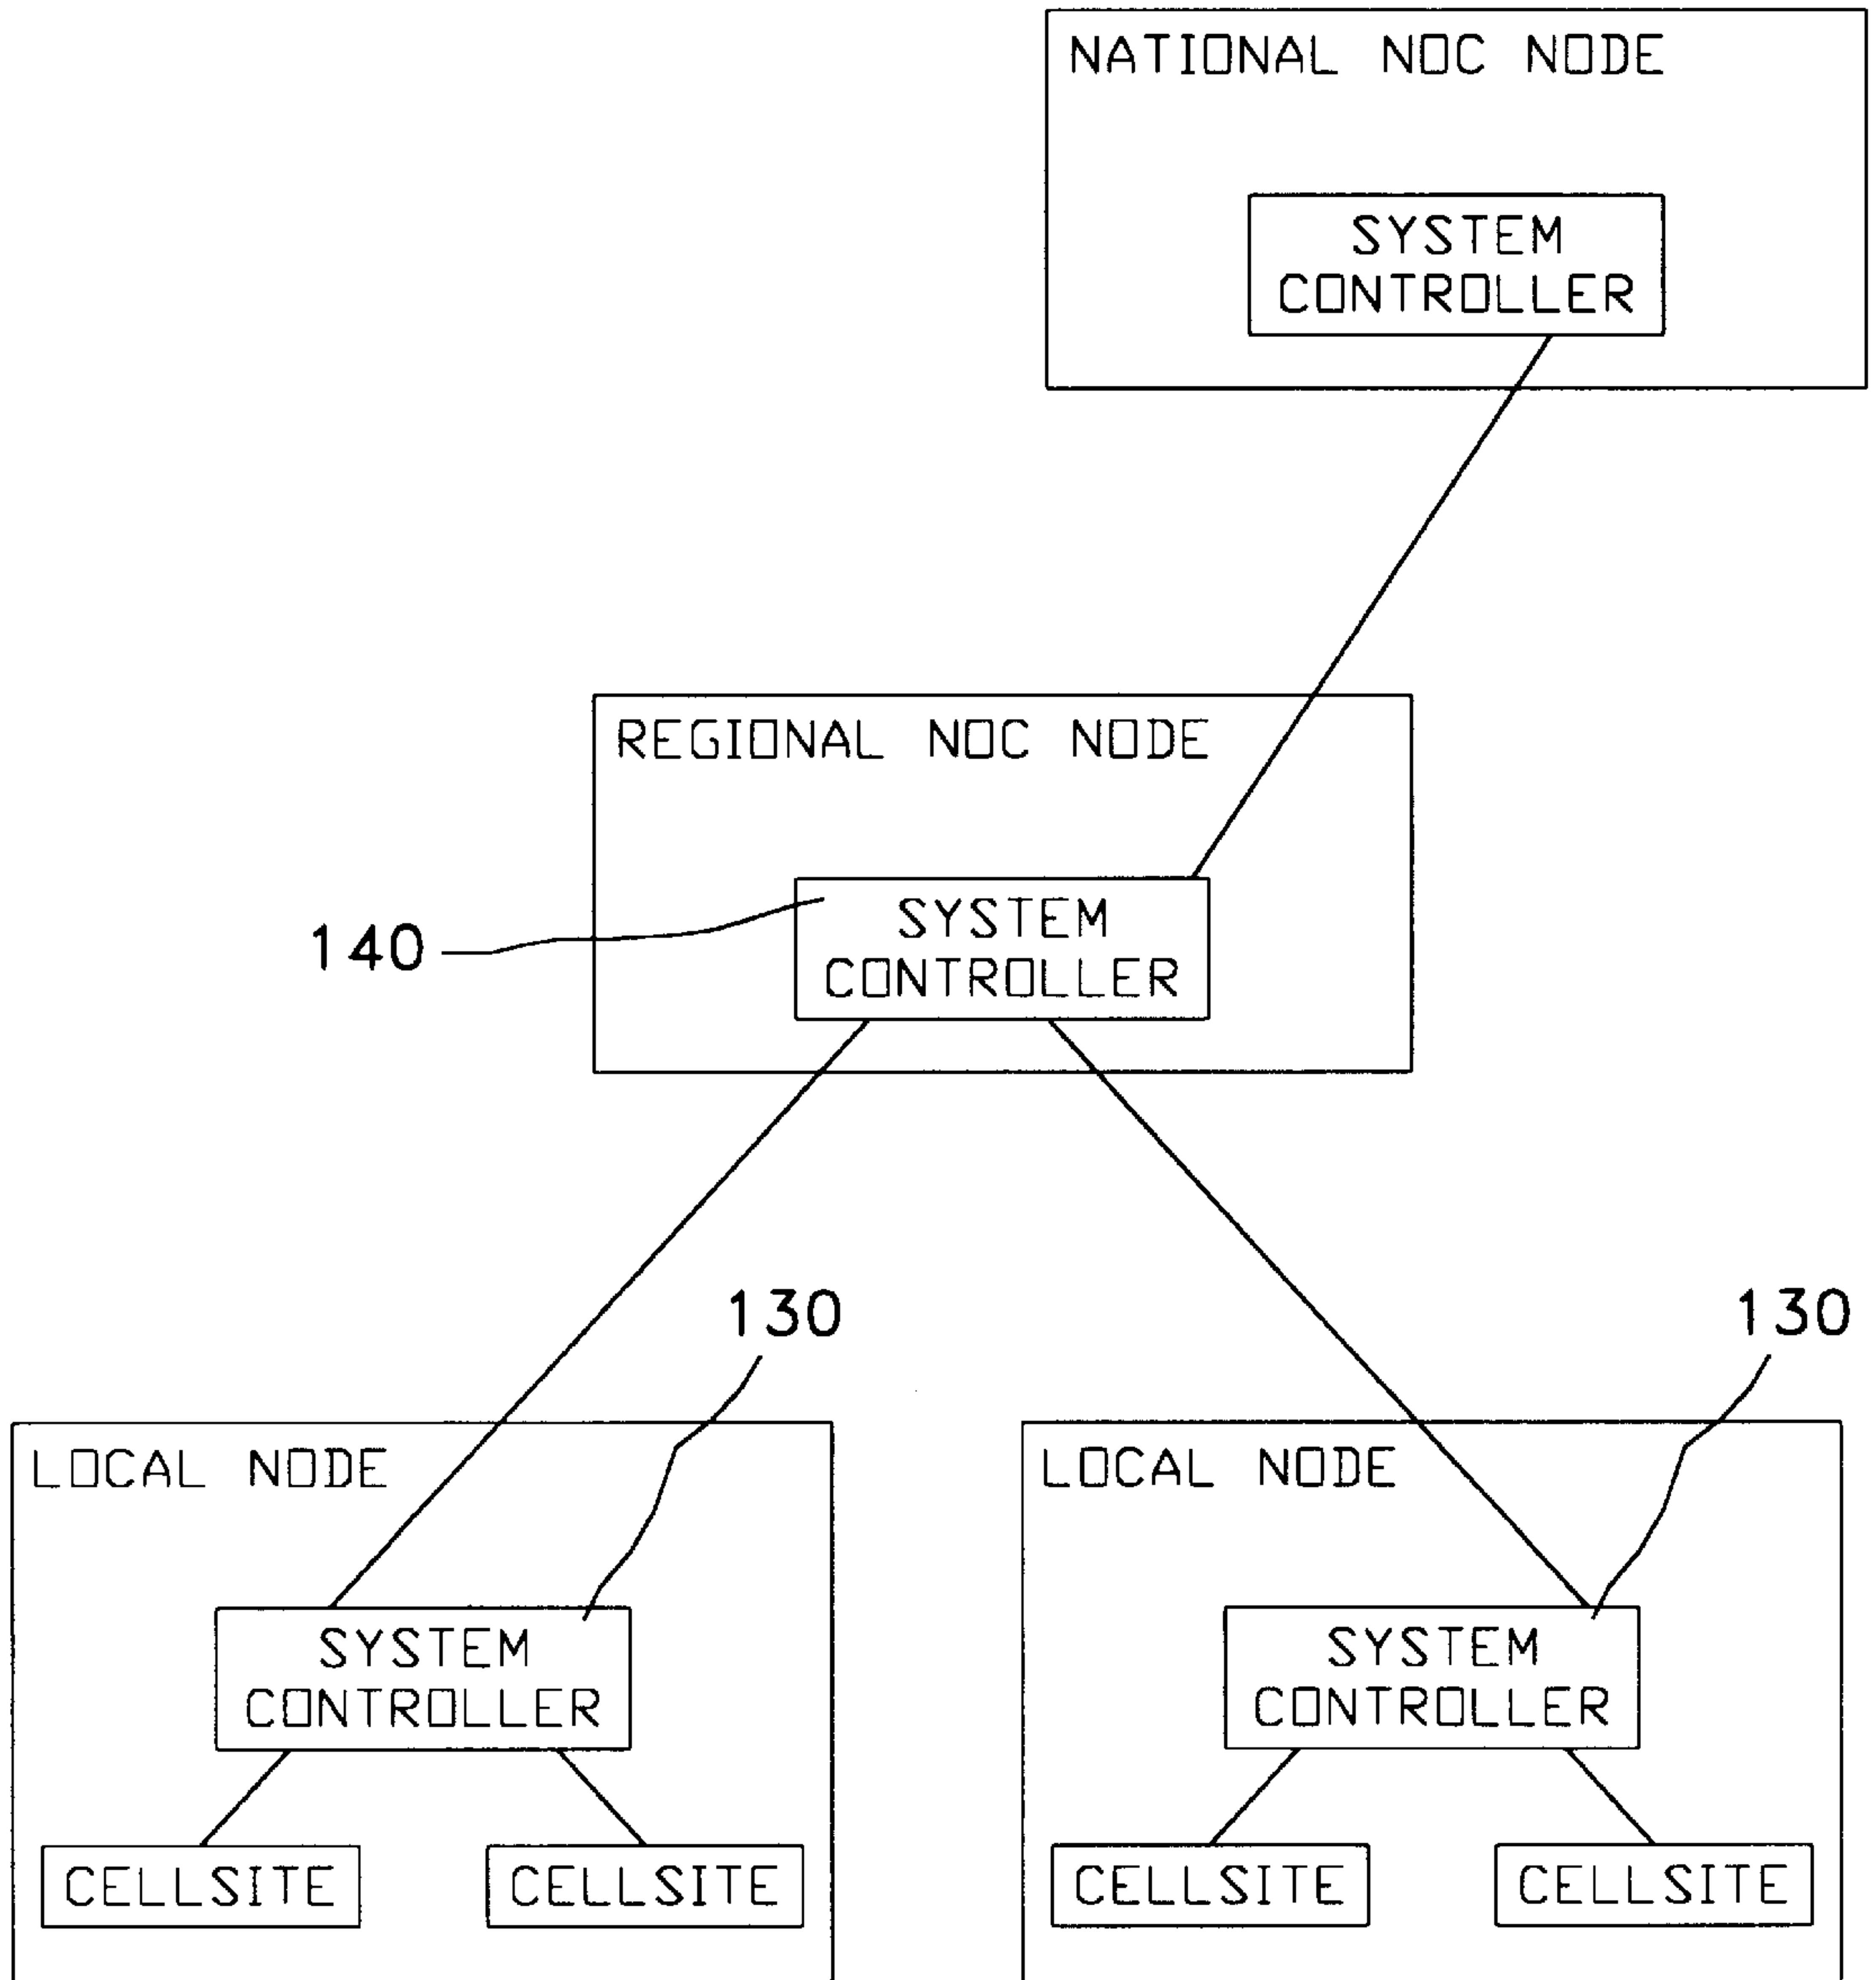 NATIONAL NOC NODE
SYSTEM
CONTROLLER
REGIONAL NOC NODE
140
SYSTEM
CONTROLLER
130
130
LOCAL NODE
LOCAL NODE
SYSTEM
CONTROLLER
SYSTEM
CONTROLLER
CELLSITE
CELLSITE
CELLSITE
CELLSITE